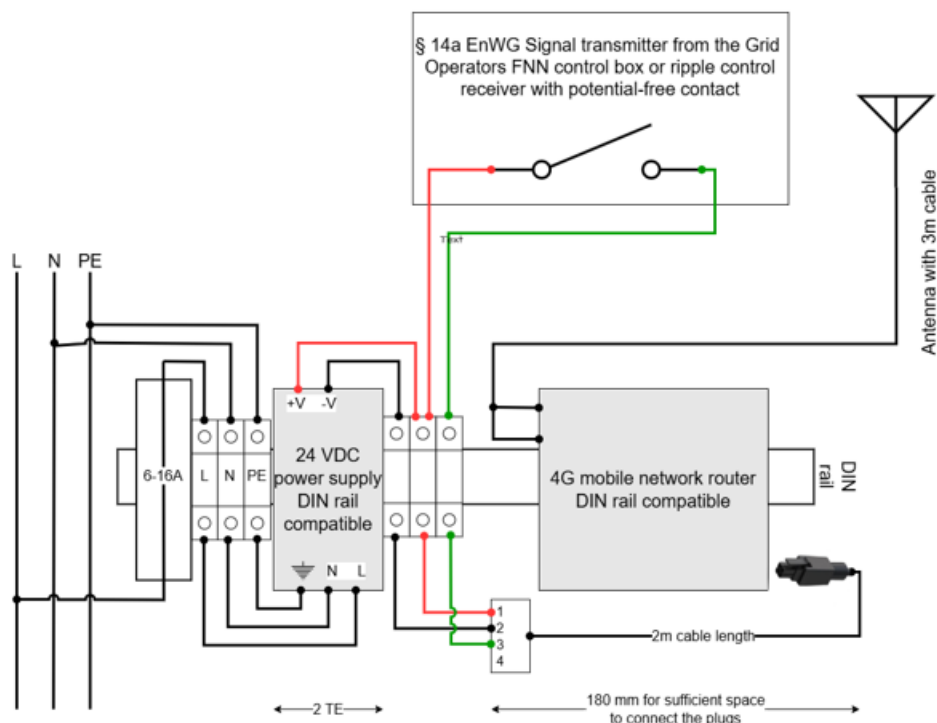 § 14a EnWG Signal transmitter from the Grid
Operators FNN control box or ripple control
receiver with potential-free contact
Text
Antenna with 3m cable
L N PE
+V -V
6-16A
L N PE
24 VDC
power supply
DIN rail
compatible
4G mobile network router
DIN rail compatible
DIN
rail
N L
1
2
3
4
2m cable length
2 TE
180 mm for sufficient space
to connect the plugs